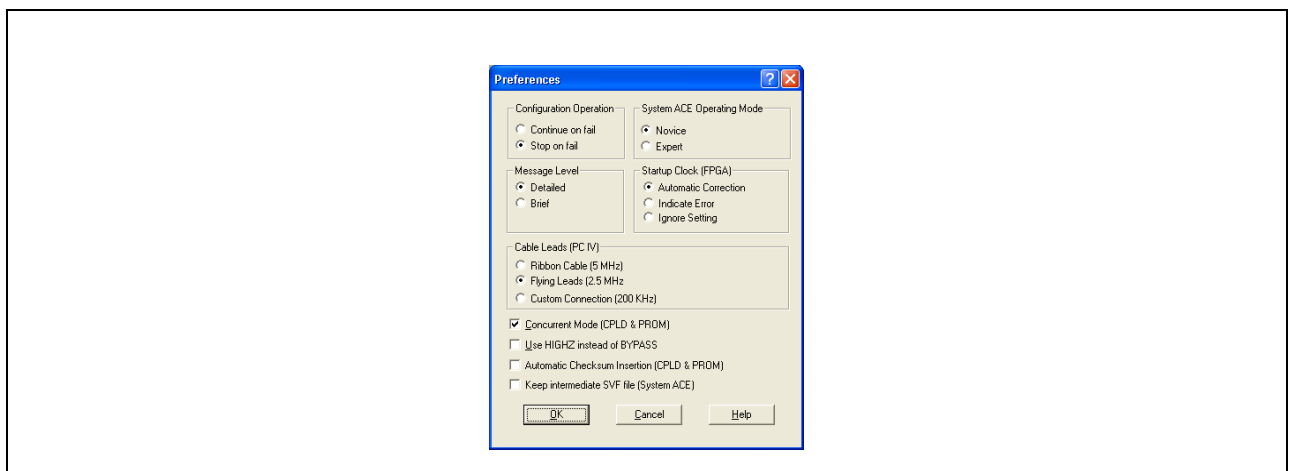 Preferences
Configuration Operation
Continue on fail
Stop on fail
System ACE Operating Mode
Novice
Expert
Message Level
Detailed
Brief
Startup Clock (FPGA)
Automatic Correction
Indicate Error
Ignore Setting
Cable Leads (PC IV)
Ribbon Cable (5 MHz)
Flying Leads (2.5 MHz
Custom Connection (200 KHz)
Concurrent Mode (CPLD & PROM)
Use HIGHZ instead of BYPASS
Automatic Checksum Insertion (CPLD & PROM)
Keep intermediate SVF file (System ACE)
OK Cancel Help